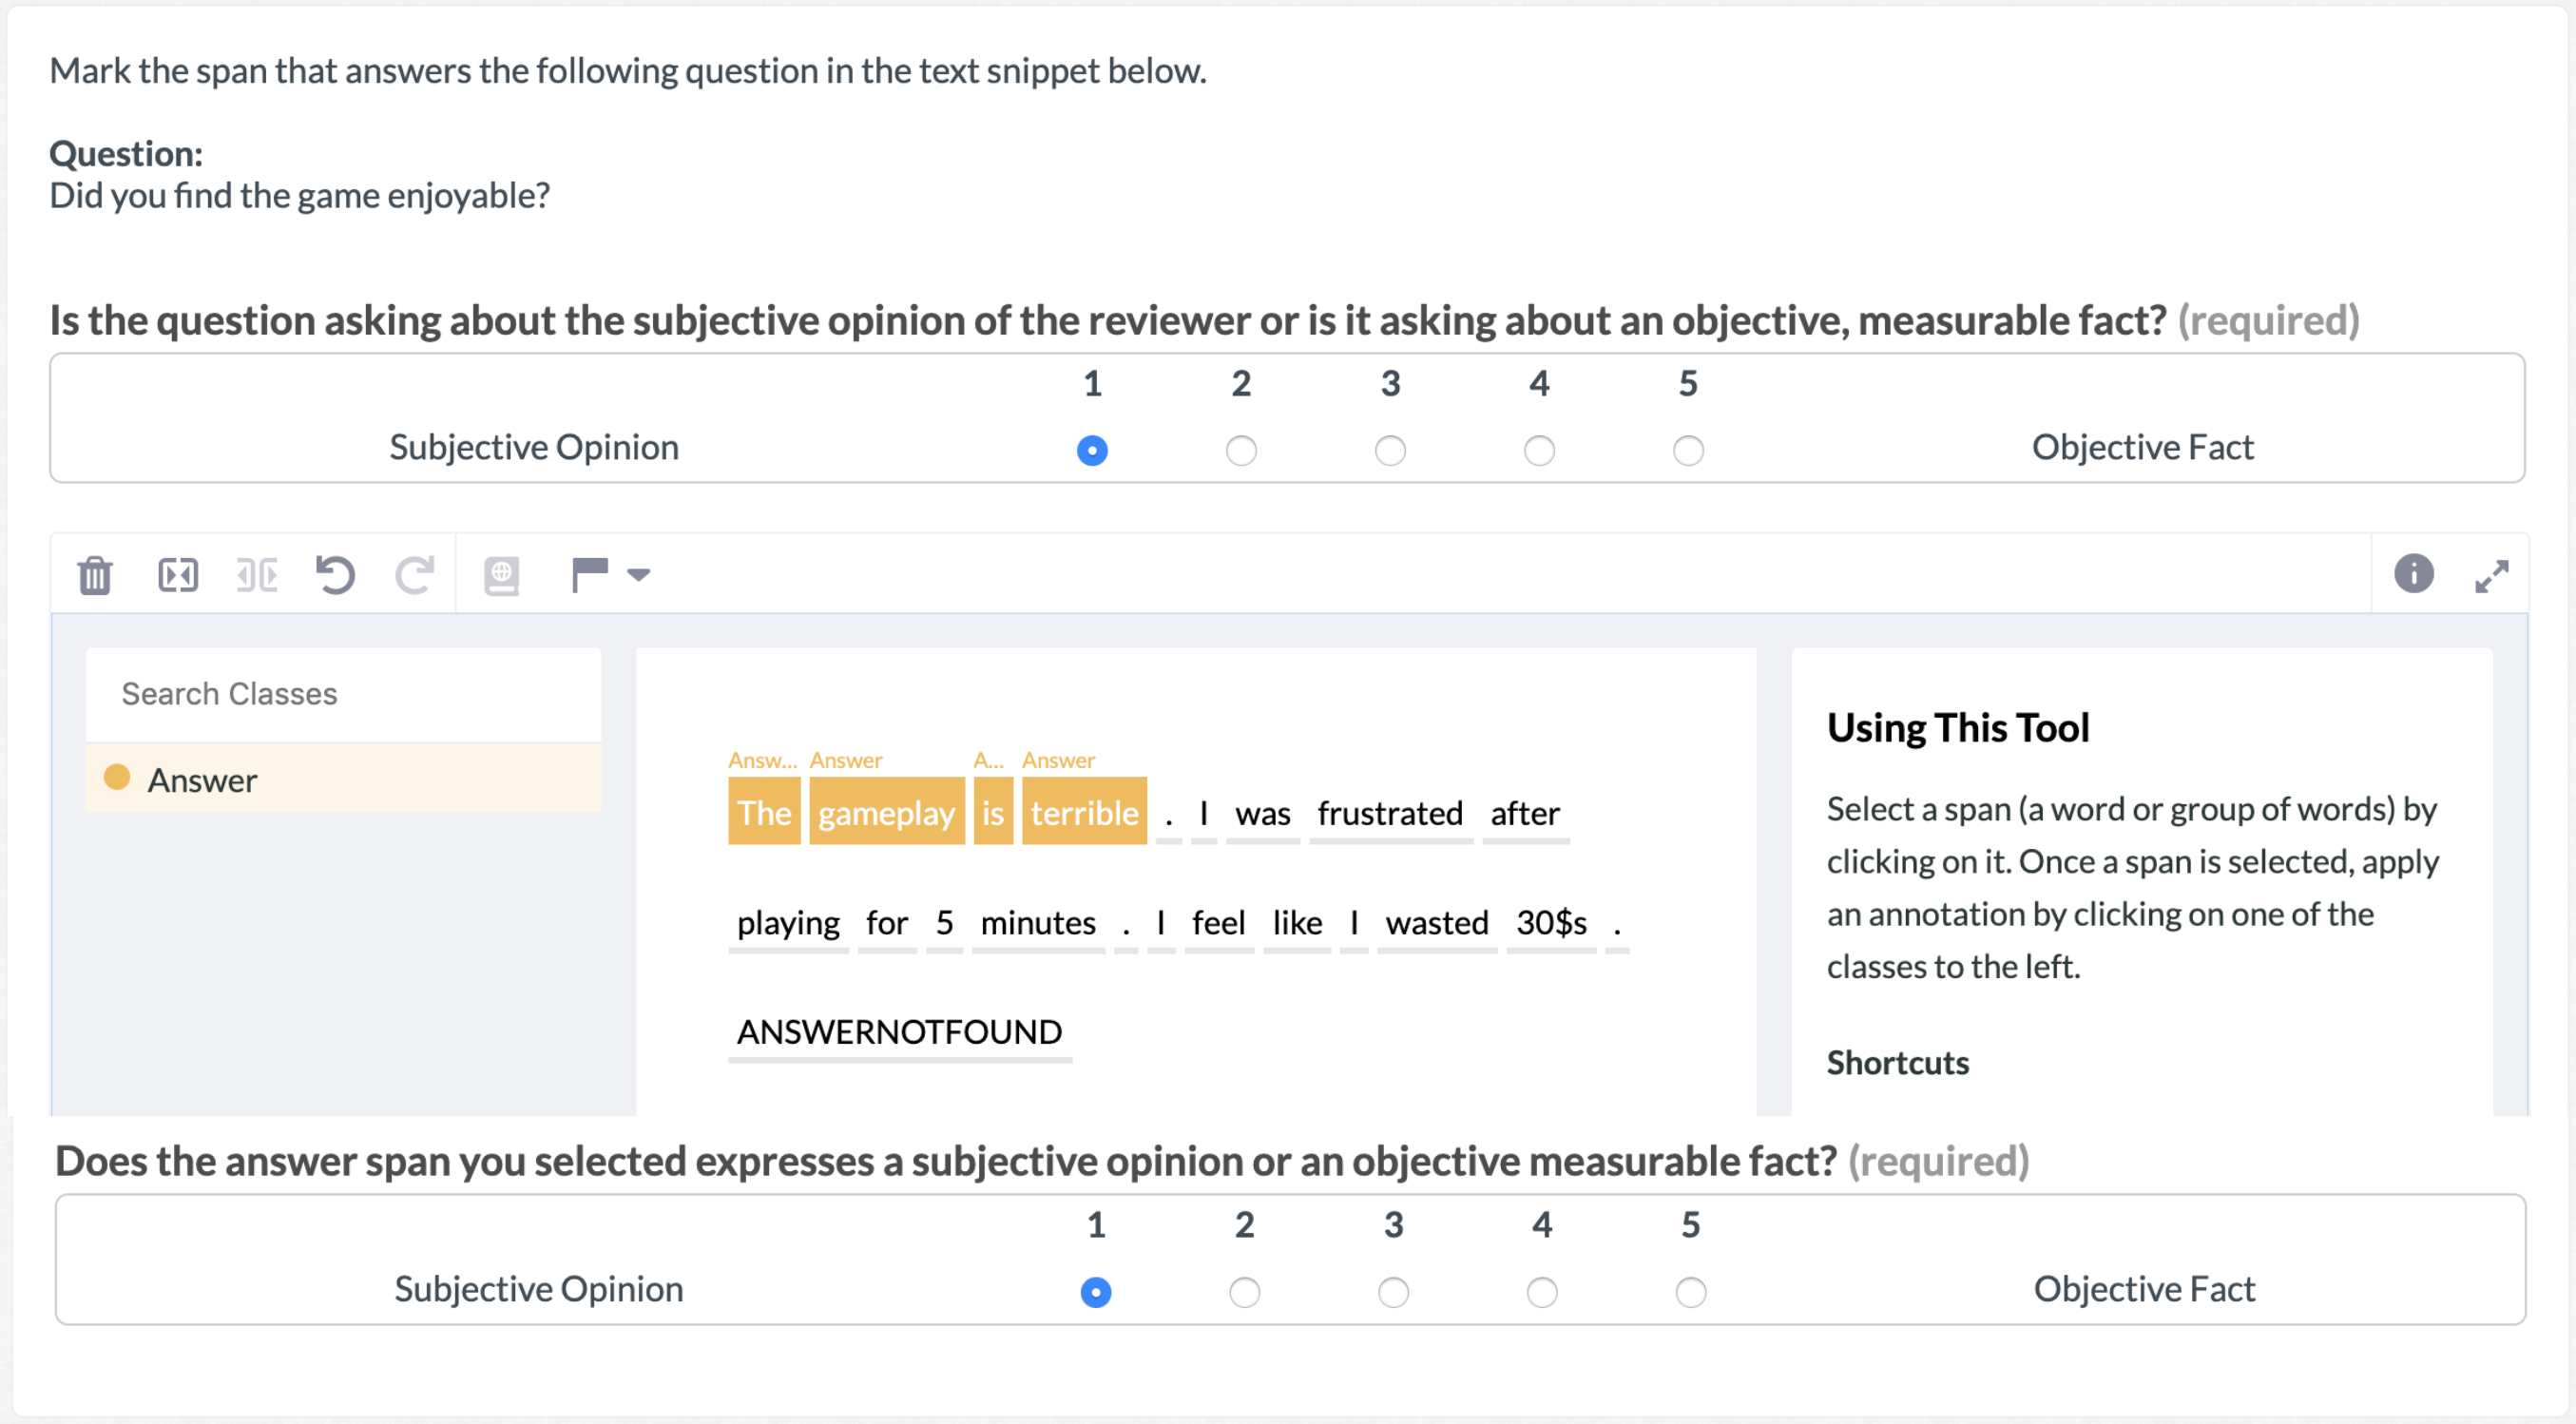 Mark the span that answers the following question in the text snippet below.
Question:
Did you find the game enjoyable?
Is the question asking about the subjective opinion of the reviewer or is it asking about an objective, measurable fact? (required)
1 2 3 4 5
Subjective Opinion Objective Fact
Search Classes
Answer
Answ... Answer A... Answer
The gameplay is terrible . I was frustrated after
playing for 5 minutes . I feel like I wasted 30$s .
ANSWERNOTFOUND
Using This Tool
Select a span (a word or group of words) by
clicking on it. Once a span is selected, apply
an annotation by clicking on one of the
classes to the left.
Shortcuts
Does the answer span you selected expresses a subjective opinion or an objective measurable fact? (required)
1 2 3 4 5
Subjective Opinion Objective Fact